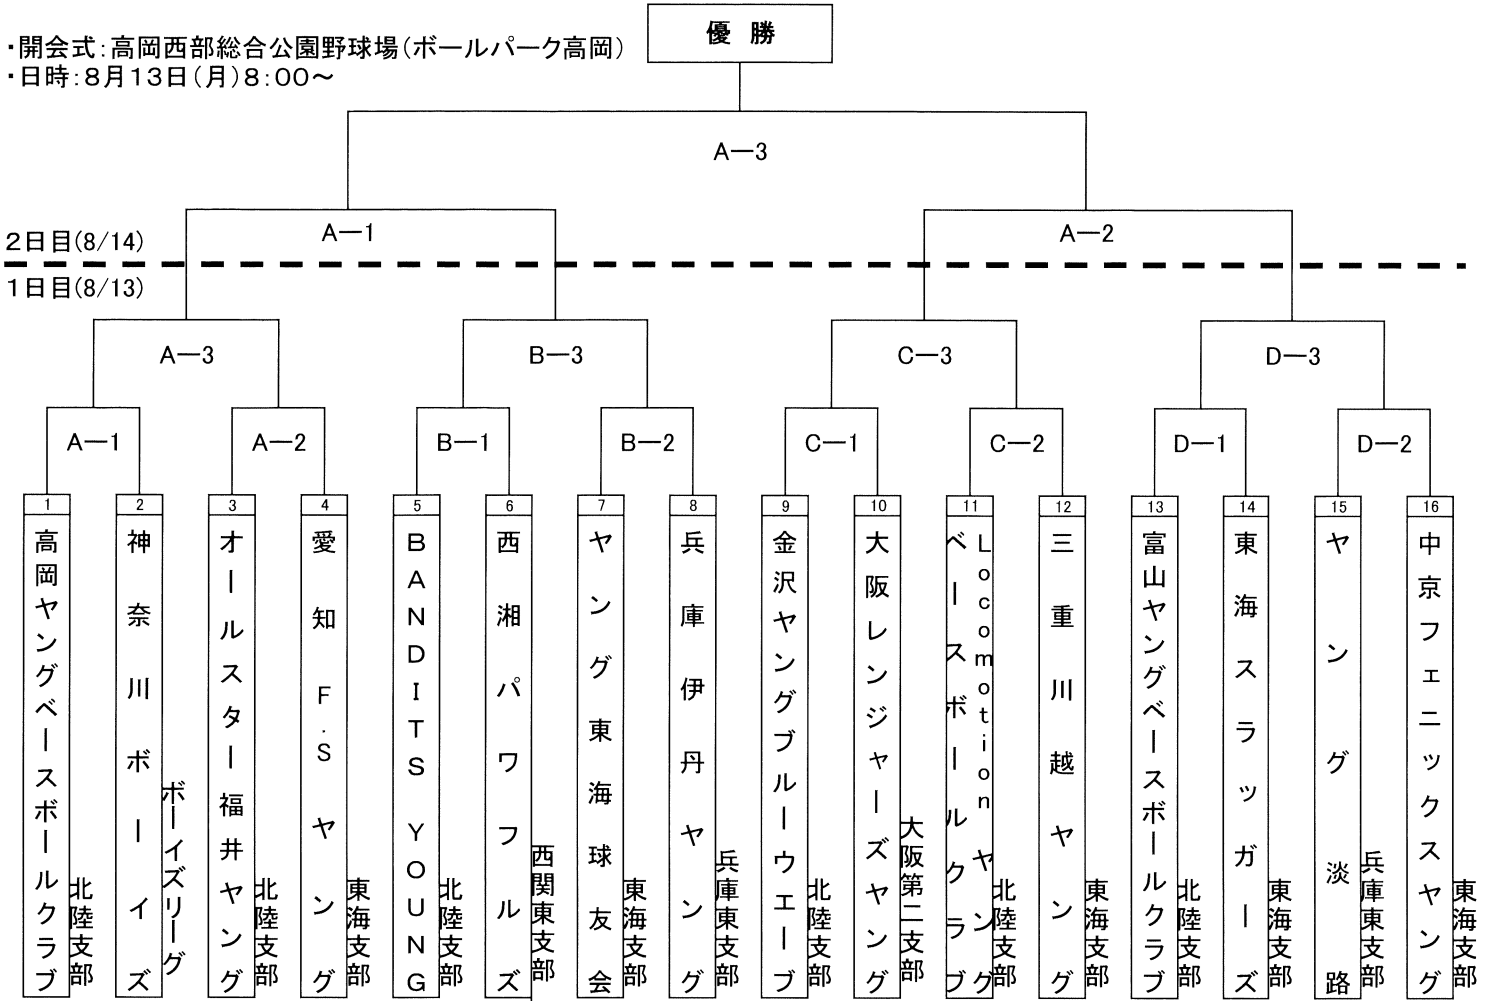 優勝
・開会式：高岡西部総合公園野球場（ボールパーク高岡）
・日時：８月１３日（月）８：００～
A－3
A－1
A－2
２日目(8/14)
１日目(8/13)
A－3
B－3
C－3
D－3
A－1
A－2
B－1
B－2
C－1
C－2
D－1
D－2
1
高岡ヤングベースボールクラブ
北陸支部
2
神奈川ボーイズ
ボーイズリーグ
3
オールスター福井ヤング
北陸支部
4
愛知F.Sヤング
東海支部
5
BANDITS YOUNG
北陸支部
6
西湘パワフルズ
西関東支部
7
ヤング東海球友会
東海支部
8
兵庫伊丹ヤング
兵庫東支部
9
金沢ヤングブルーウエーブ
北陸支部
10
大阪レンジャーズヤング
大阪第二支部
11
Locomotionヤング
ベースボールクラブ
北陸支部
12
三重川越ヤング
東海支部
13
富山ヤングベースボールクラブ
北陸支部
14
東海スラッガーズ
東海支部
15
ヤング淡路
兵庫東支部
16
中京フェニックスヤング
東海支部